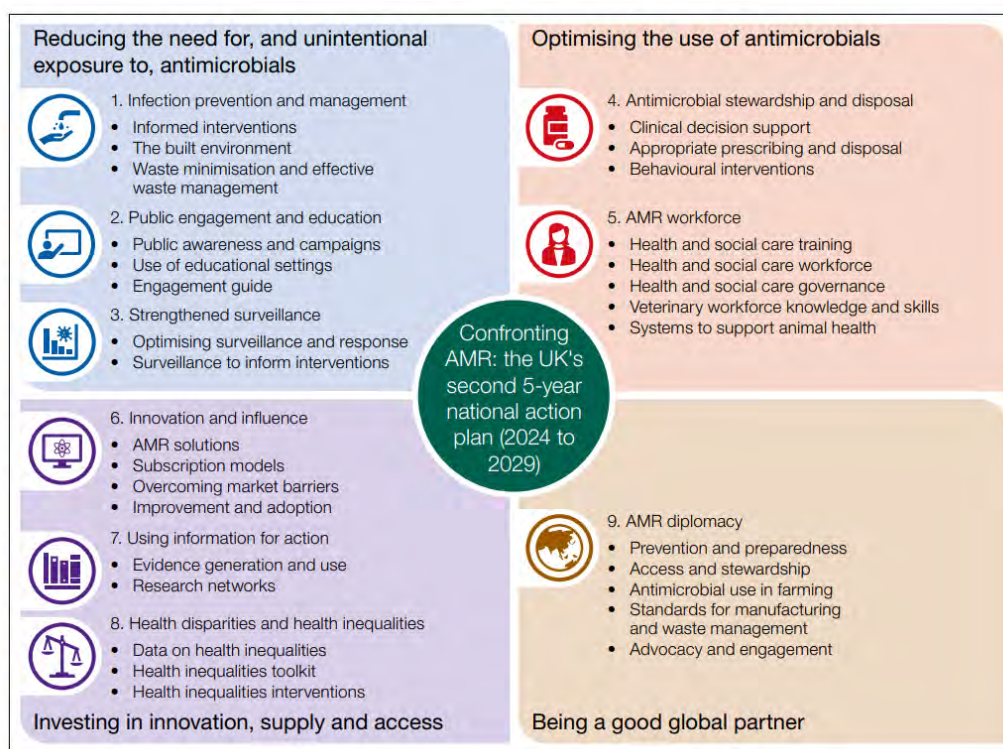 Reducing the need for, and unintentional
exposure to, antimicrobials
1. Infection prevention and management
• Informed interventions
• The built environment
• Waste minimisation and effective
waste management
2. Public engagement and education
• Public awareness and campaigns
• Use of educational settings
• Engagement guide
3. Strengthened surveillance
• Optimising surveillance and response
• Surveillance to inform interventions
Optimising the use of antimicrobials
4. Antimicrobial stewardship and disposal
• Clinical decision support
• Appropriate prescribing and disposal
• Behavioural interventions
5. AMR workforce
• Health and social care training
• Health and social care workforce
• Health and social care governance
• Veterinary workforce knowledge and skills
• Systems to support animal health
Confronting
AMR: the UK's
second 5-year
national action
plan (2024 to
2029)
6. Innovation and influence
• AMR solutions
• Subscription models
• Overcoming market barriers
• Improvement and adoption
7. Using information for action
• Evidence generation and use
• Research networks
8. Health disparities and health inequalities
• Data on health inequalities
• Health inequalities toolkit
• Health inequalities interventions
Investing in innovation, supply and access
9. AMR diplomacy
• Prevention and preparedness
• Access and stewardship
• Antimicrobial use in farming
• Standards for manufacturing
and waste management
• Advocacy and engagement
Being a good global partner